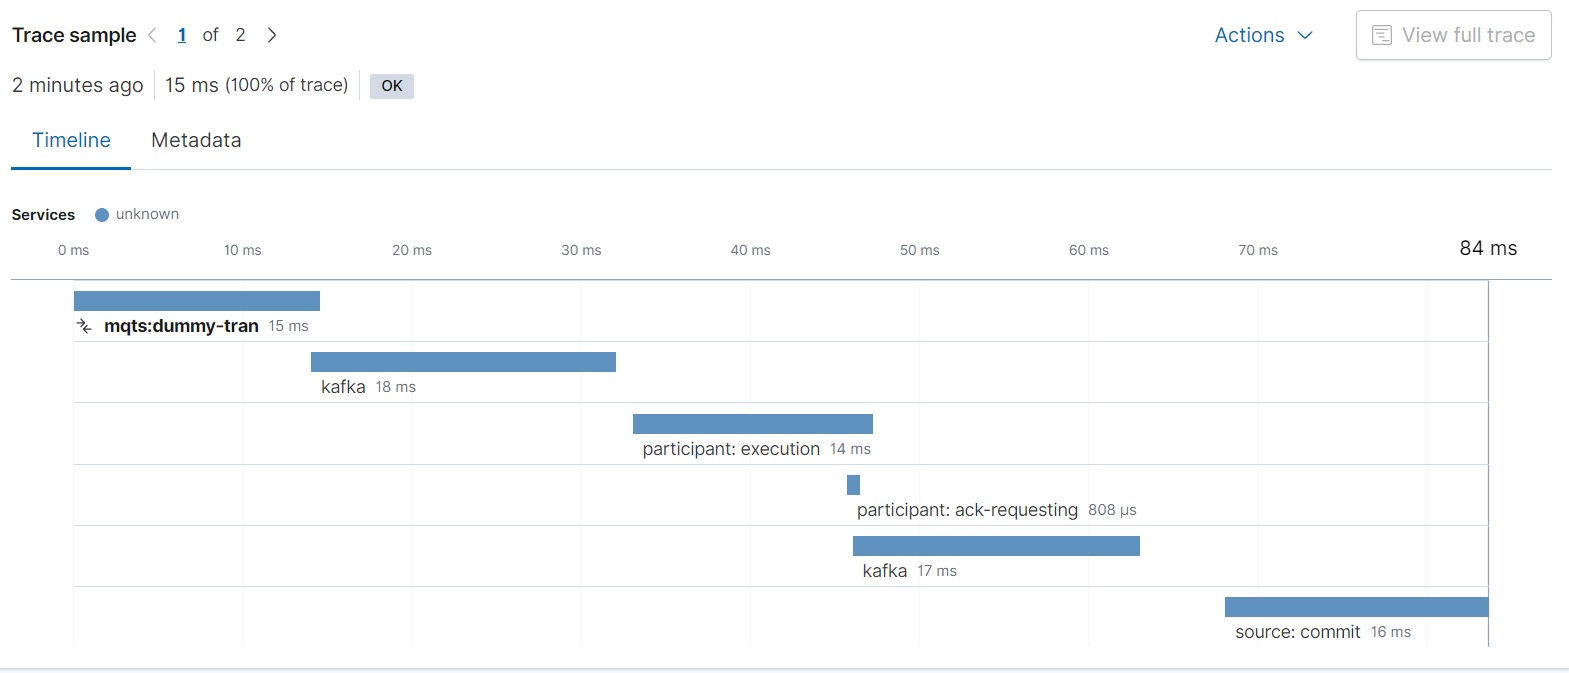 Trace sample 1 of 2
Actions
View full trace
2 minutes ago 15 ms (100% of trace) OK
Timeline Metadata
Services unknown
0 ms 10 ms 20 ms 30 ms 40 ms 50 ms 60 ms 70 ms 84 ms
mqts:dummy-tran 15 ms
kafka 18 ms
participant: execution 14 ms
participant: ack-requesting 808 μs
kafka 17 ms
source: commit 16 ms